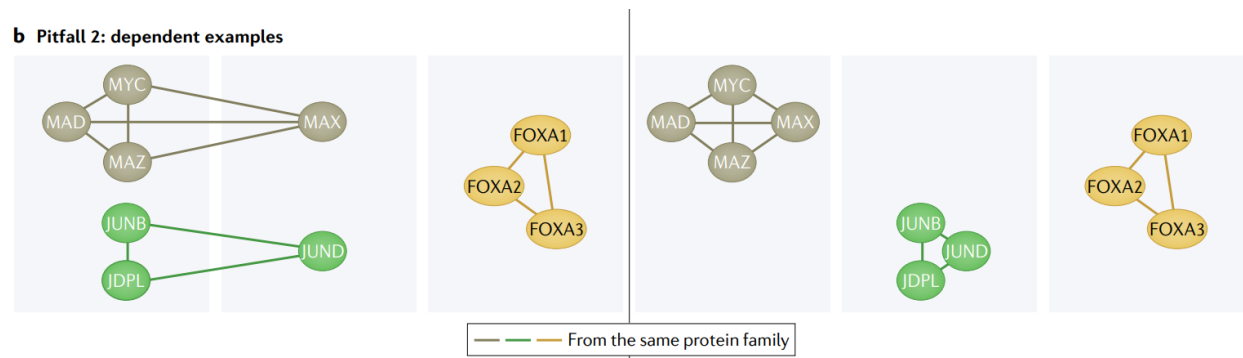 b Pitfall 2: dependent examples
MYC
MAD
MAX
MAZ
JUNB
JUND
JDPL
FOXA1
FOXA2
FOXA3
MYC
MAD
MAX
MAZ
JUNB
JUND
JDPL
FOXA1
FOXA2
FOXA3
From the same protein family